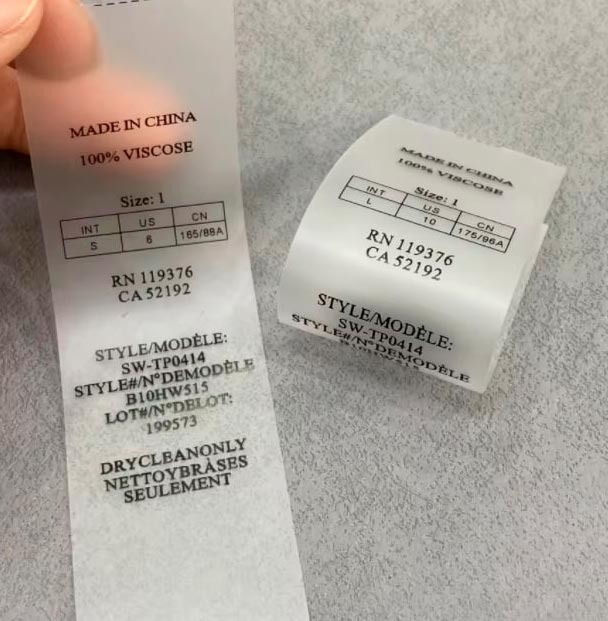 MADE IN CHINA
100% VISCOSE
Size: 1
INT US CN
S 6 165/88A
RN 119376
CA 52192
STYLE/MODÈLE:
SW-TP0414
STYLE#/N°DEMODÈLE
B10HW515
LOT#/N°DELOT:
199573
DRYCLEANONLY
NETTOYBRÀSES
SEULEMENT
MADE IN CHINA
100% VISCOSE
Size: 1
INT US CN
L 10 175/96A
RN 119376
CA 52192
STYLE/MODÈLE:
SW-TP0414
STYLE#/N°DEMODÈLE
B10HW515